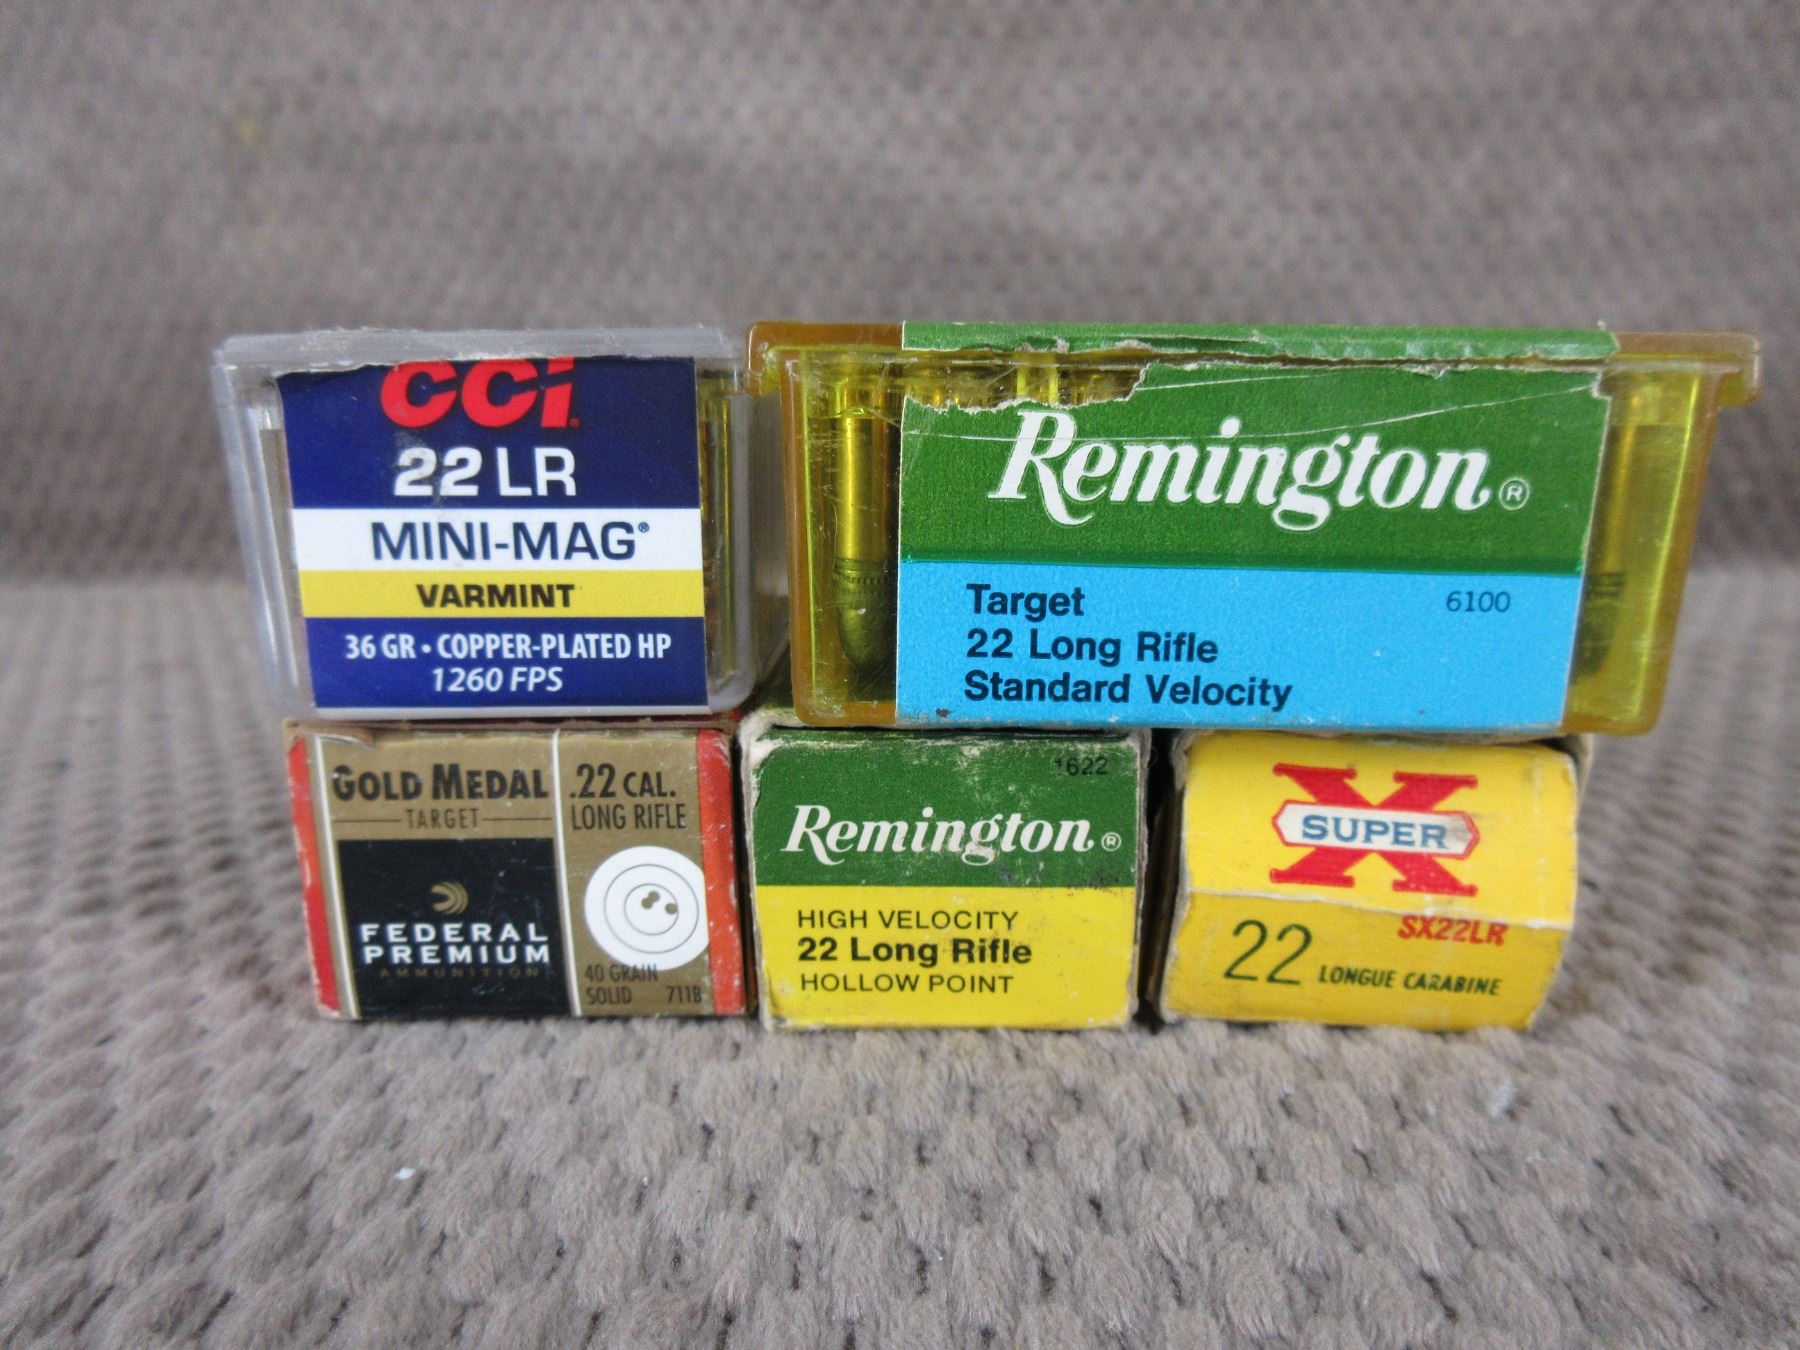 CCI
22 LR
MINI-MAG®
VARMINT
36 GR • COPPER-PLATED HP
1260 FPS
Remington®
Target 6100
22 Long Rifle
Standard Velocity
GOLD MEDAL
TARGET
FEDERAL
PREMIUM
AMMUNITION
.22 CAL.
LONG RIFLE
40 GRAIN
SOLID 711B
1622
Remington®
HIGH VELOCITY
22 Long Rifle
HOLLOW POINT
X
SUPER
SX22LR
22 LONGUE CARABINE